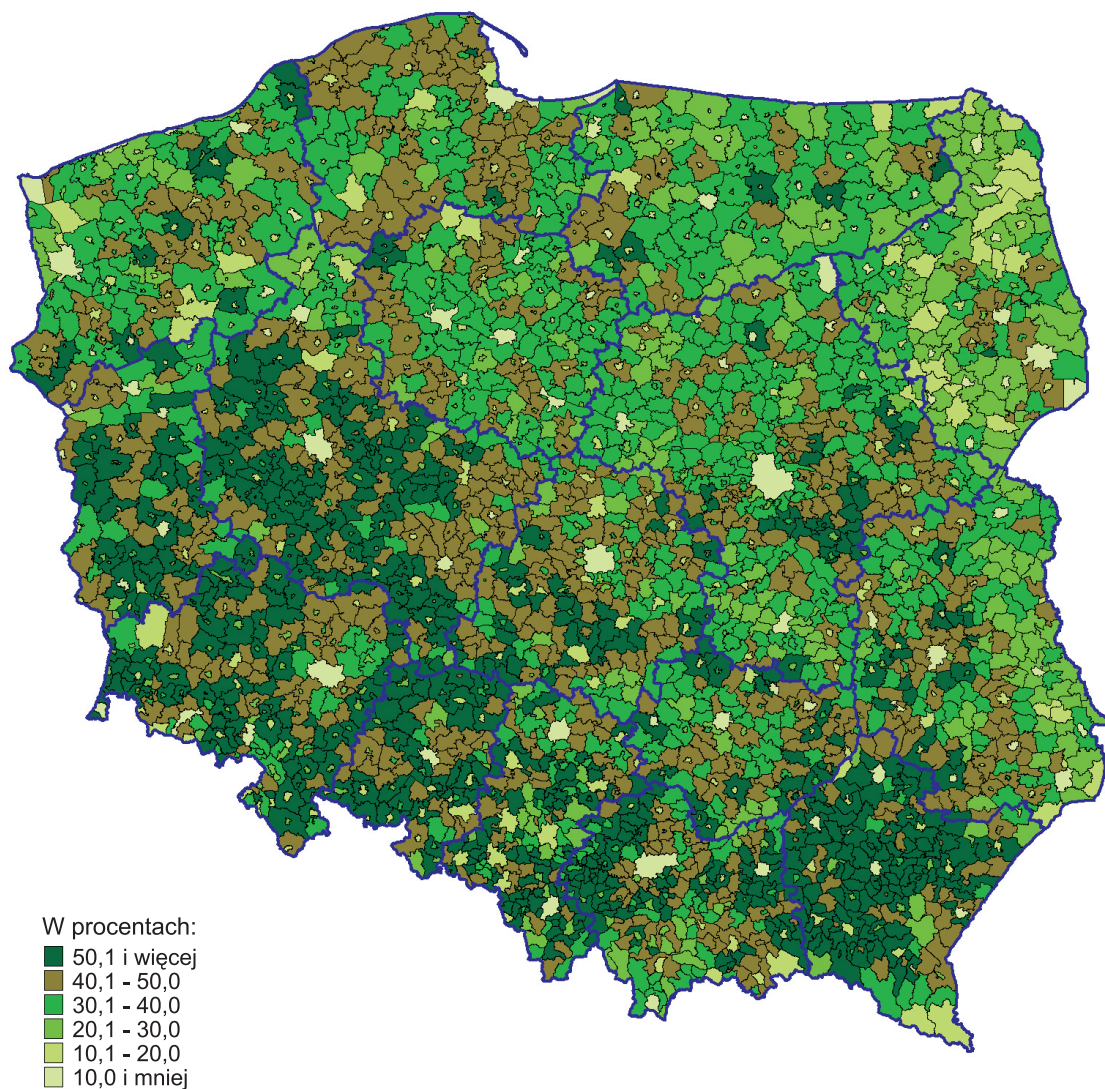 W procentach:
50,1 i więcej
40,1 - 50,0
30,1 - 40,0
20,1 - 30,0
10,1 - 20,0
10,0 i mniej